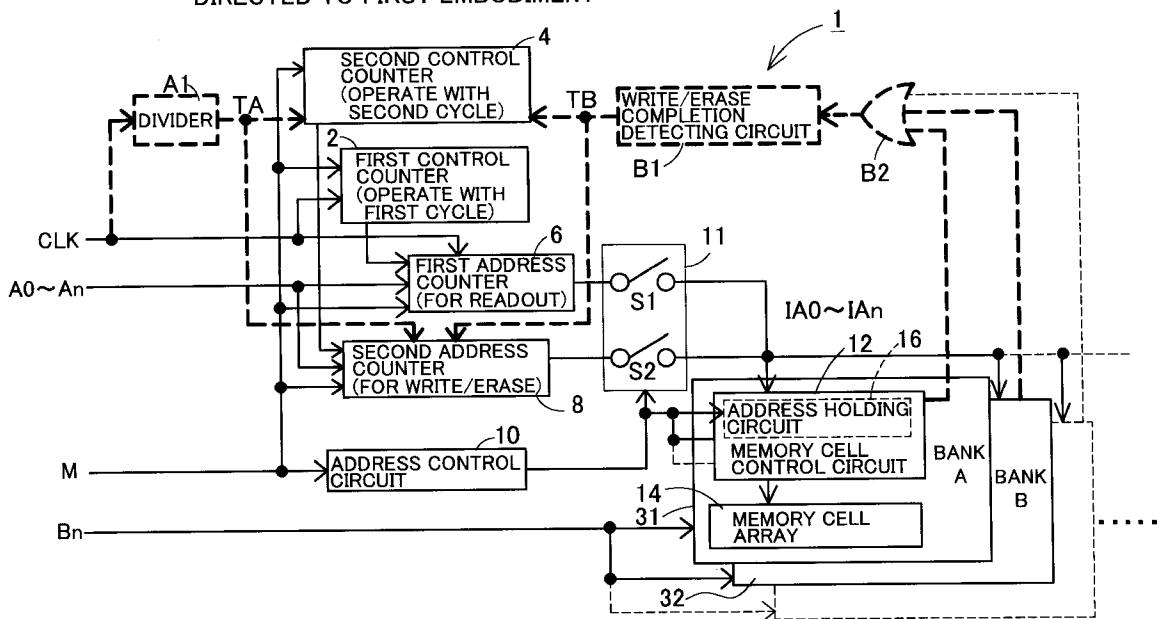 DIRECTED TO FIRST EMBODIMENT
1
4
SECOND CONTROL
COUNTER
(OPERATE WITH
SECOND CYCLE)
A1
DIVIDER
TA
TB
WRITE/ERASE
COMPLETION
DETECTING CIRCUIT
B1
B2
2
FIRST CONTROL
COUNTER
(OPERATE WITH
FIRST CYCLE)
CLK
6
FIRST ADDRESS
COUNTER
(FOR READOUT)
11
S1
A0~An
IA0~IAn
S2
12
16
SECOND ADDRESS
COUNTER
(FOR WRITE/ERASE)
8
ADDRESS HOLDING
CIRCUIT
MEMORY CELL
CONTROL CIRCUIT
BANK
A
BANK
B
10
M
ADDRESS CONTROL
CIRCUIT
14
31
MEMORY CELL
ARRAY
Bn
32